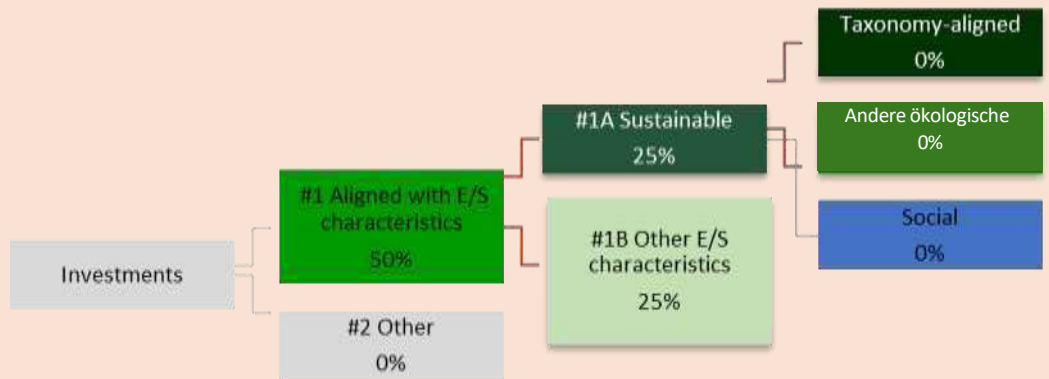 Investments
#1 Aligned with E/S
characteristics
50%
#2 Other
0%
#1A Sustainable
25%
#1B Other E/S
characteristics
25%
Taxonomy-aligned
0%
Andere ökologische
0%
Social
0%